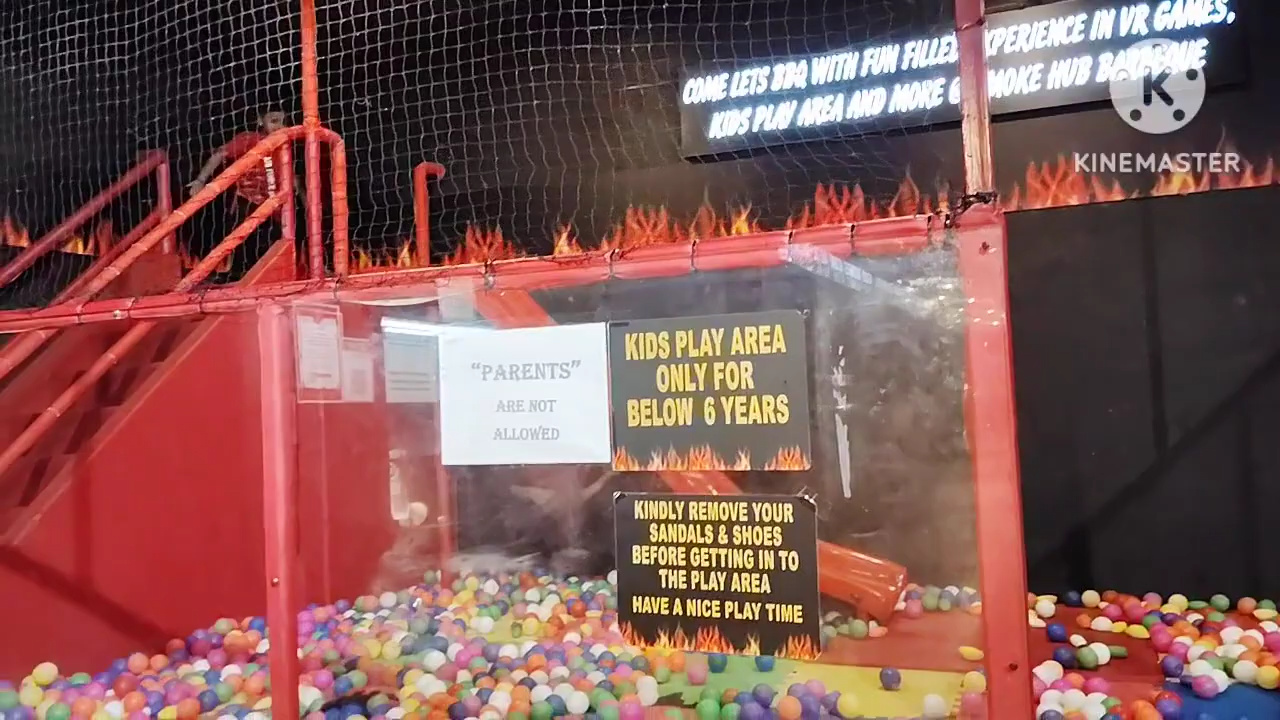 COME LETS BBQ WITH FUN FILLED EXPERIENCE IN VR GAMES,
KIDS PLAY AREA AND MORE @ SMOKE HUB BARBEQUE
K
KINEMASTER
"PARENTS"
ARE NOT
ALLOWED
KIDS PLAY AREA
ONLY FOR
BELOW 6 YEARS
KINDLY REMOVE YOUR
SANDALS & SHOES
BEFORE GETTING IN TO
THE PLAY AREA
HAVE A NICE PLAY TIME